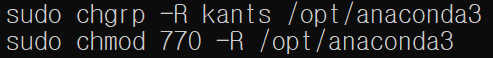 sudo chgrp -R kants /opt/anaconda3
sudo chmod 770 -R /opt/anaconda3